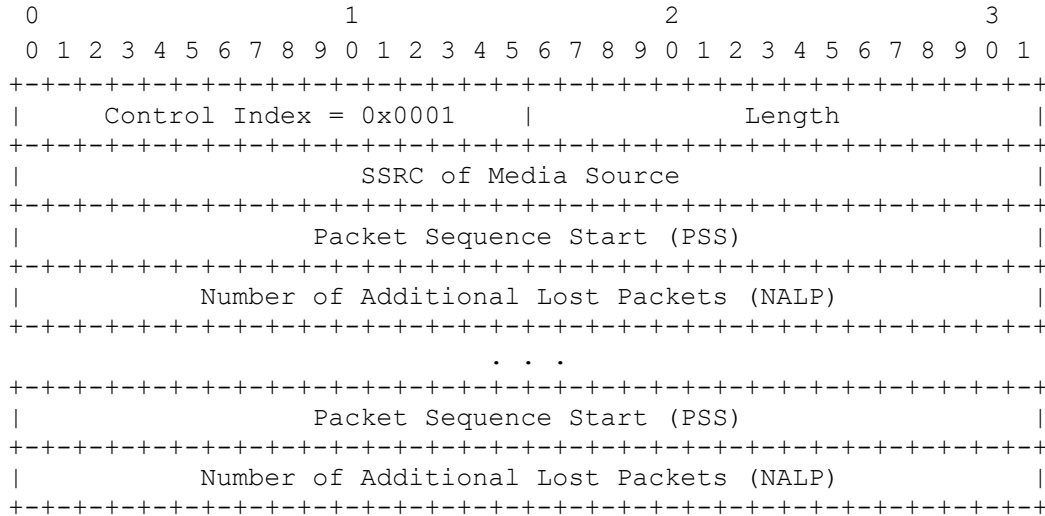 0                   1                   2                   3
 0 1 2 3 4 5 6 7 8 9 0 1 2 3 4 5 6 7 8 9 0 1 2 3 4 5 6 7 8 9 0 1
+-+-+-+-+-+-+-+-+-+-+-+-+-+-+-+-+-+-+-+-+-+-+-+-+-+-+-+-+-+-+-+-+
|     Control Index = 0x0001    |             Length            |
+-+-+-+-+-+-+-+-+-+-+-+-+-+-+-+-+-+-+-+-+-+-+-+-+-+-+-+-+-+-+-+-+
|                     SSRC of Media Source                      |
+-+-+-+-+-+-+-+-+-+-+-+-+-+-+-+-+-+-+-+-+-+-+-+-+-+-+-+-+-+-+-+-+
|                  Packet Sequence Start (PSS)                  |
+-+-+-+-+-+-+-+-+-+-+-+-+-+-+-+-+-+-+-+-+-+-+-+-+-+-+-+-+-+-+-+-+
|           Number of Additional Lost Packets (NALP)            |
+-+-+-+-+-+-+-+-+-+-+-+-+-+-+-+-+-+-+-+-+-+-+-+-+-+-+-+-+-+-+-+-+
                              . . .
+-+-+-+-+-+-+-+-+-+-+-+-+-+-+-+-+-+-+-+-+-+-+-+-+-+-+-+-+-+-+-+-+
|                  Packet Sequence Start (PSS)                  |
+-+-+-+-+-+-+-+-+-+-+-+-+-+-+-+-+-+-+-+-+-+-+-+-+-+-+-+-+-+-+-+-+
|           Number of Additional Lost Packets (NALP)            |
+-+-+-+-+-+-+-+-+-+-+-+-+-+-+-+-+-+-+-+-+-+-+-+-+-+-+-+-+-+-+-+-+